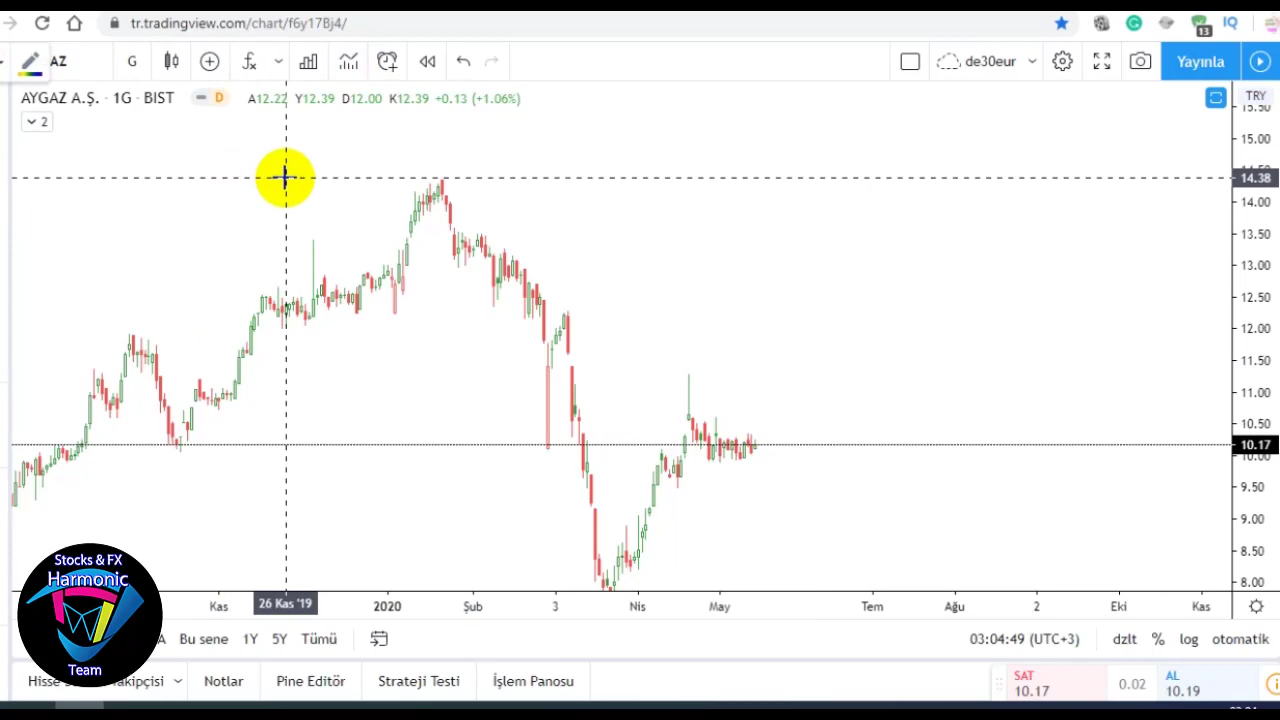 tr.tradingview.com/chart/f6y17Bj4/
13
IQ
AZ
G
de30eur
Yayınla
AYGAZ A.Ş. · 1G · BIST
D
A12.22 Y12.39 D12.00 K12.39 +0.13 (+1.06%)
TRY
2
15.50
15.00
14.38
14.00
13.50
13.00
12.50
12.00
11.50
11.00
10.50
10.17
10.00
9.50
9.00
8.50
8.00
Kas
26 Kas '19
2020
Şub
3
Nis
May
Tem
Ağu
2
Eki
Kas
Stocks & FX
Harmonic
Team
Bu sene
1Y
5Y
Tümü
03:04:49 (UTC+3)
dzlt
%
log
otomatik
Notlar
Pine Editör
Strateji Testi
İşlem Panosu
SAT
10.17
0.02
AL
10.19